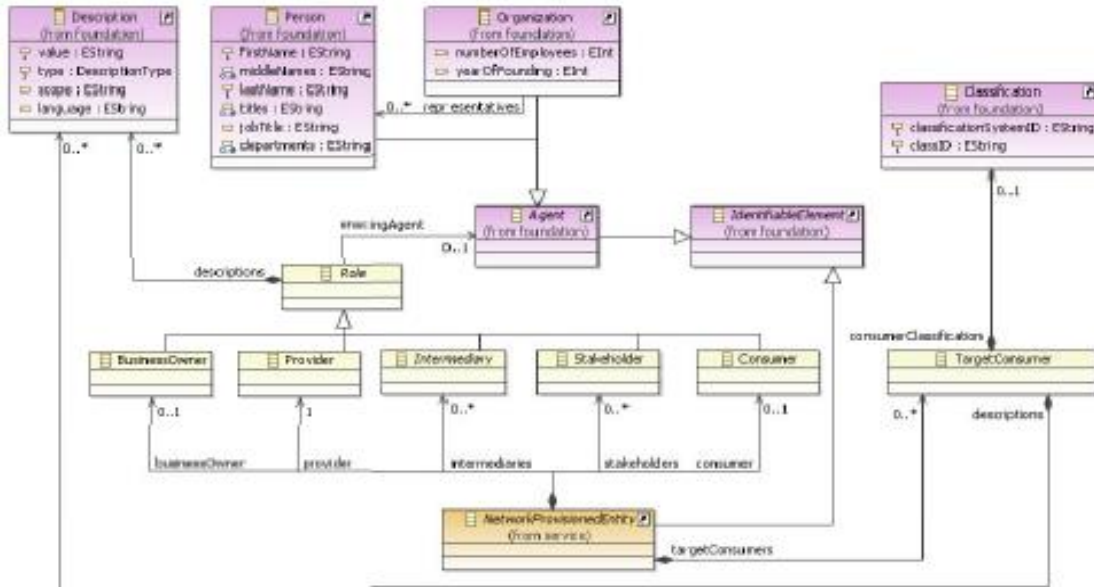 Description
(from foundation)
value : EString
type : DescriptionType
scope : EString
language : EString
Person
(from foundation)
firstName : EString
middleNames : EString
lastName : EString
titles : EString
jobTitle : EString
departments : EString
Organization
(from foundation)
numberOfEmployees : EInt
yearOfFounding : EInt
0..* representatives
Classification
(from foundation)
classificationSystemID : EString
classID : EString
0..*
0..*
0..1
Agent
(from foundation)
IdentifiableElement
(from foundation)
enacingAgent
0..1
descriptions
Role
consumerClassification
BusinessOwner
Provider
Intermediary
Stakeholder
Consumer
TargetConsumer
0..1
1
0..*
0..*
0..1
0..*
descriptions
businessOwner
provider
intermediaries
stakeholders
consumer
NetworkProvisionedEntity
(from service)
targetConsumers